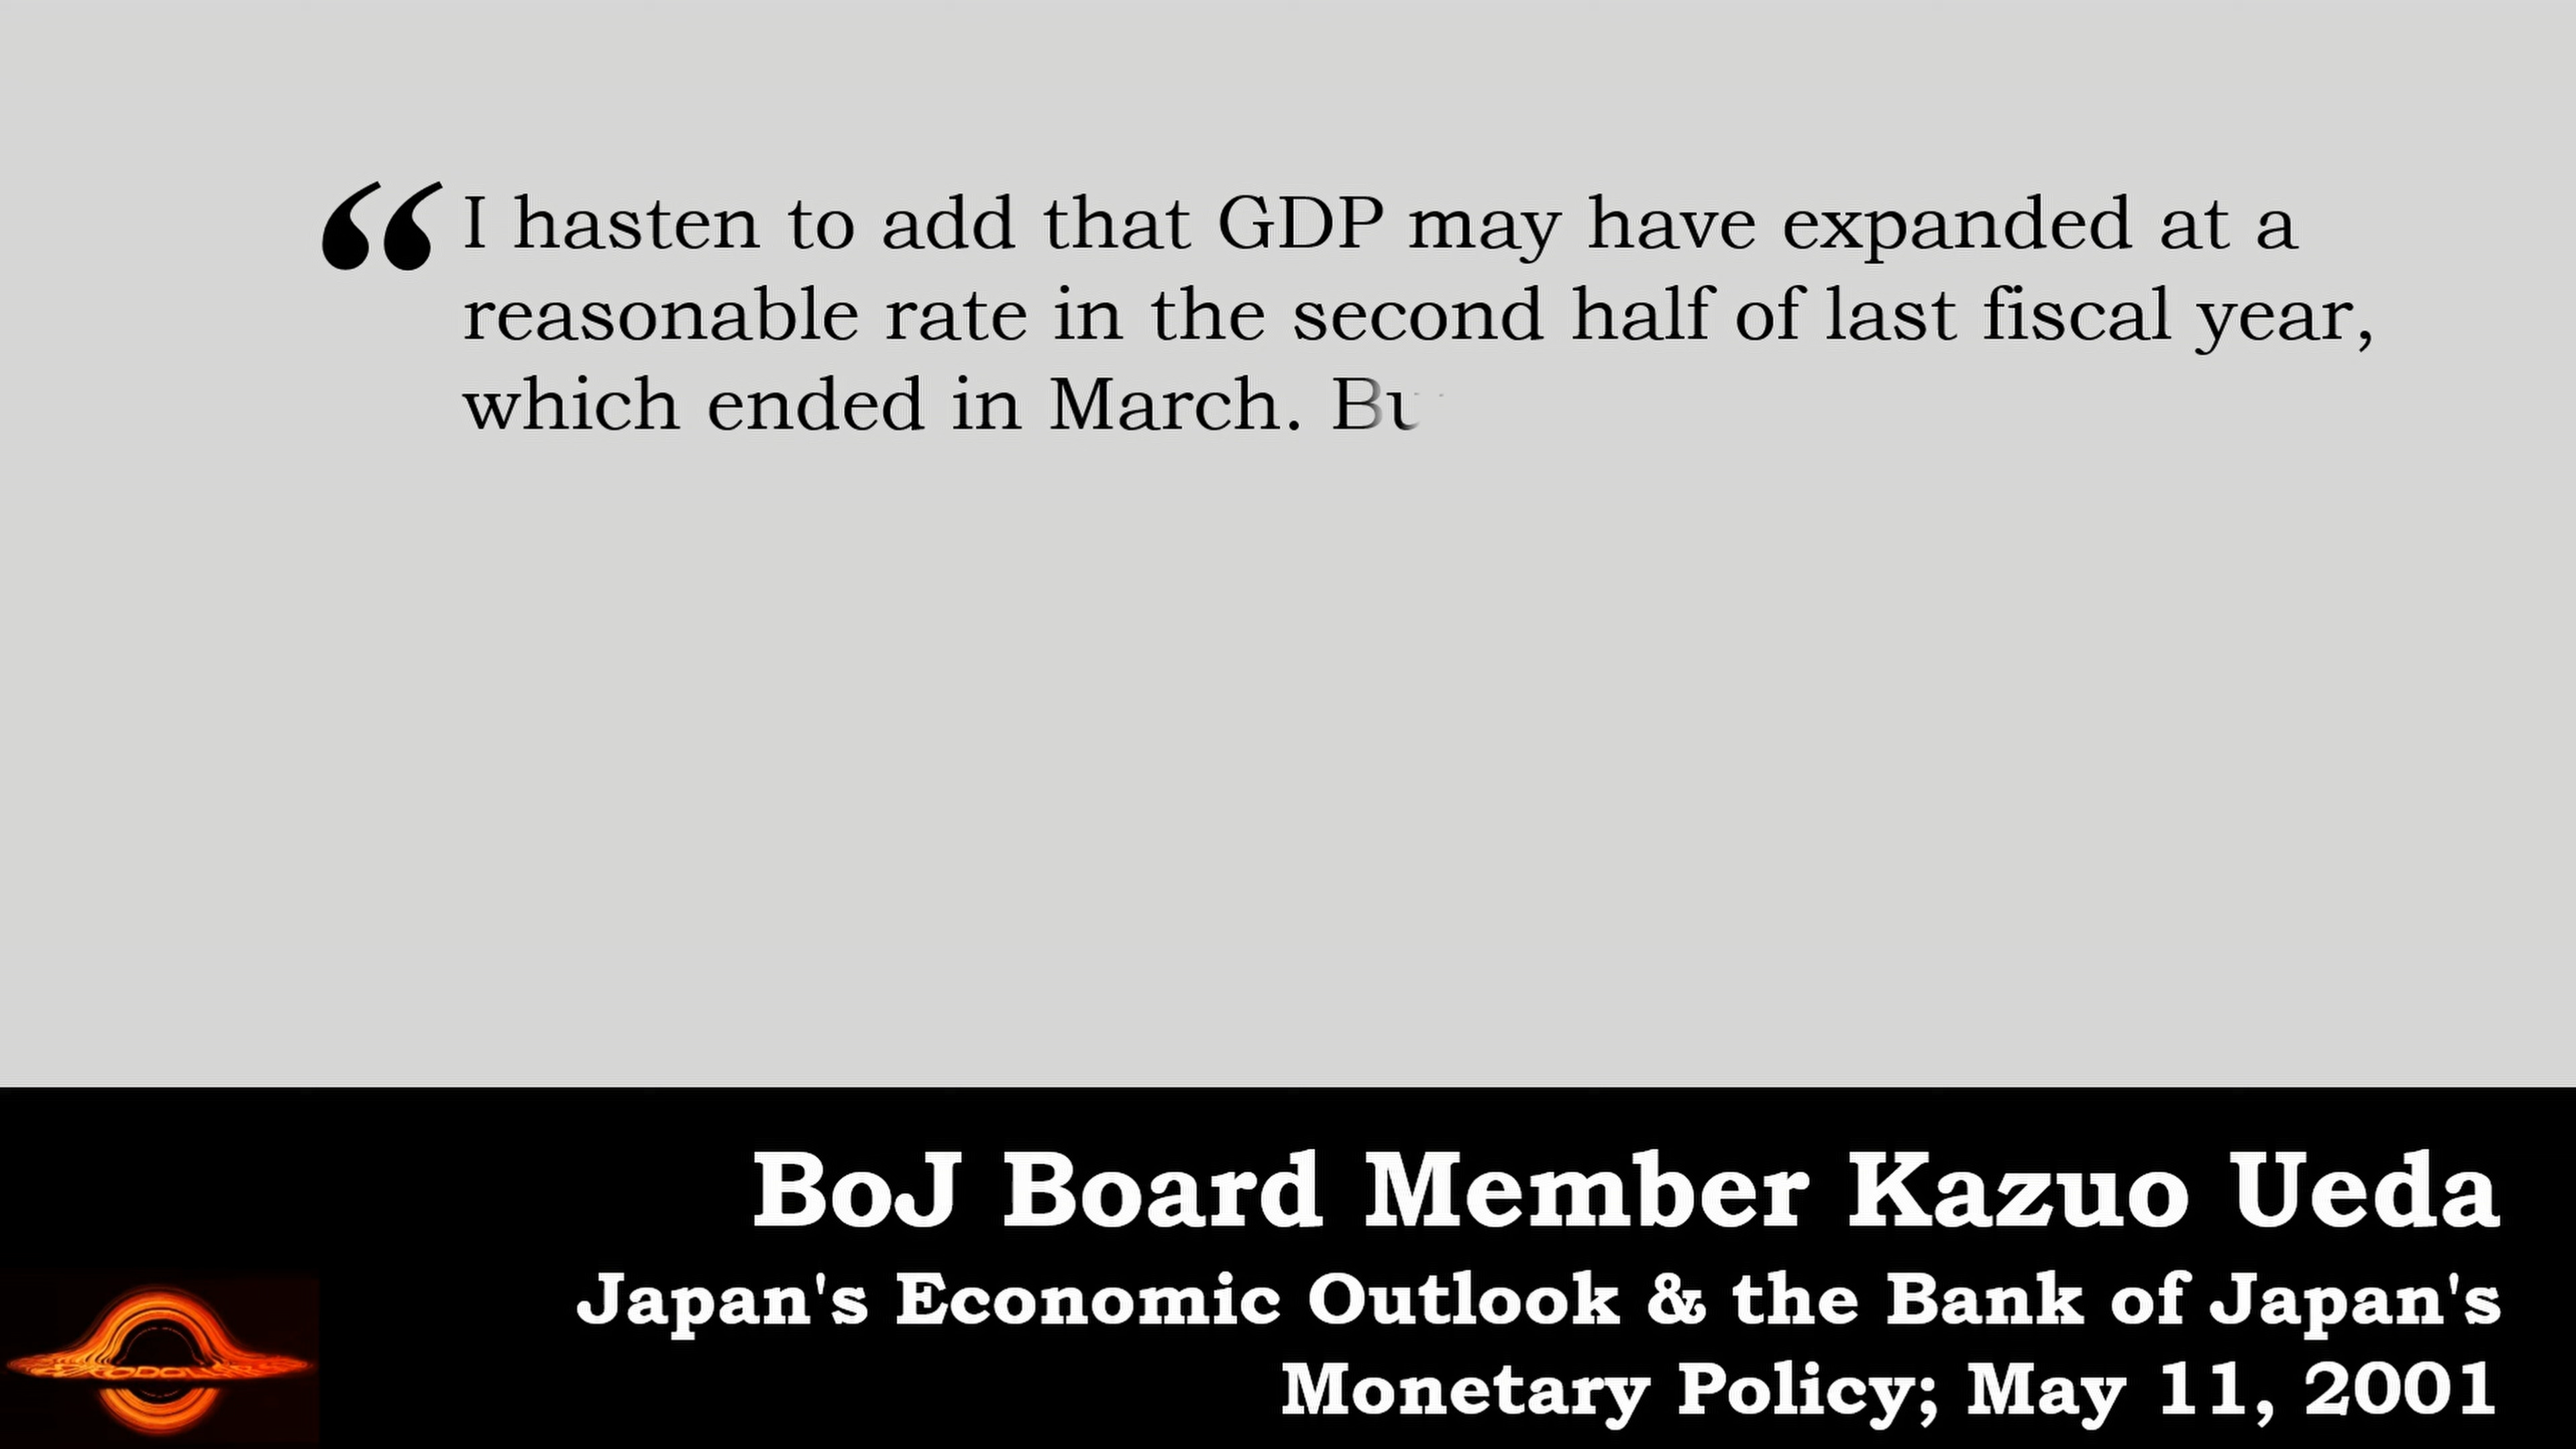 “I hasten to add that GDP may have expanded at a
reasonable rate in the second half of last fiscal year,
which ended in March.
BoJ Board Member Kazuo Ueda
Japan's Economic Outlook & the Bank of Japan's
Monetary Policy; May 11, 2001